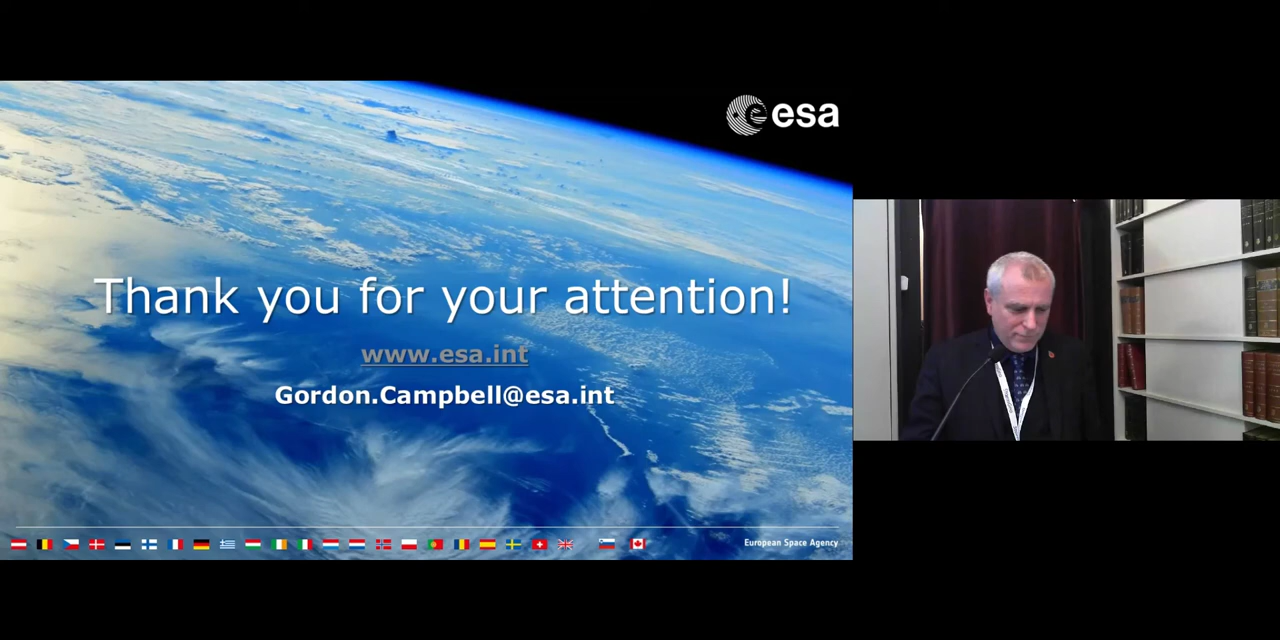 esa
Thank you for your attention!
www.esa.int
Gordon.Campbell@esa.int
European Space Agency